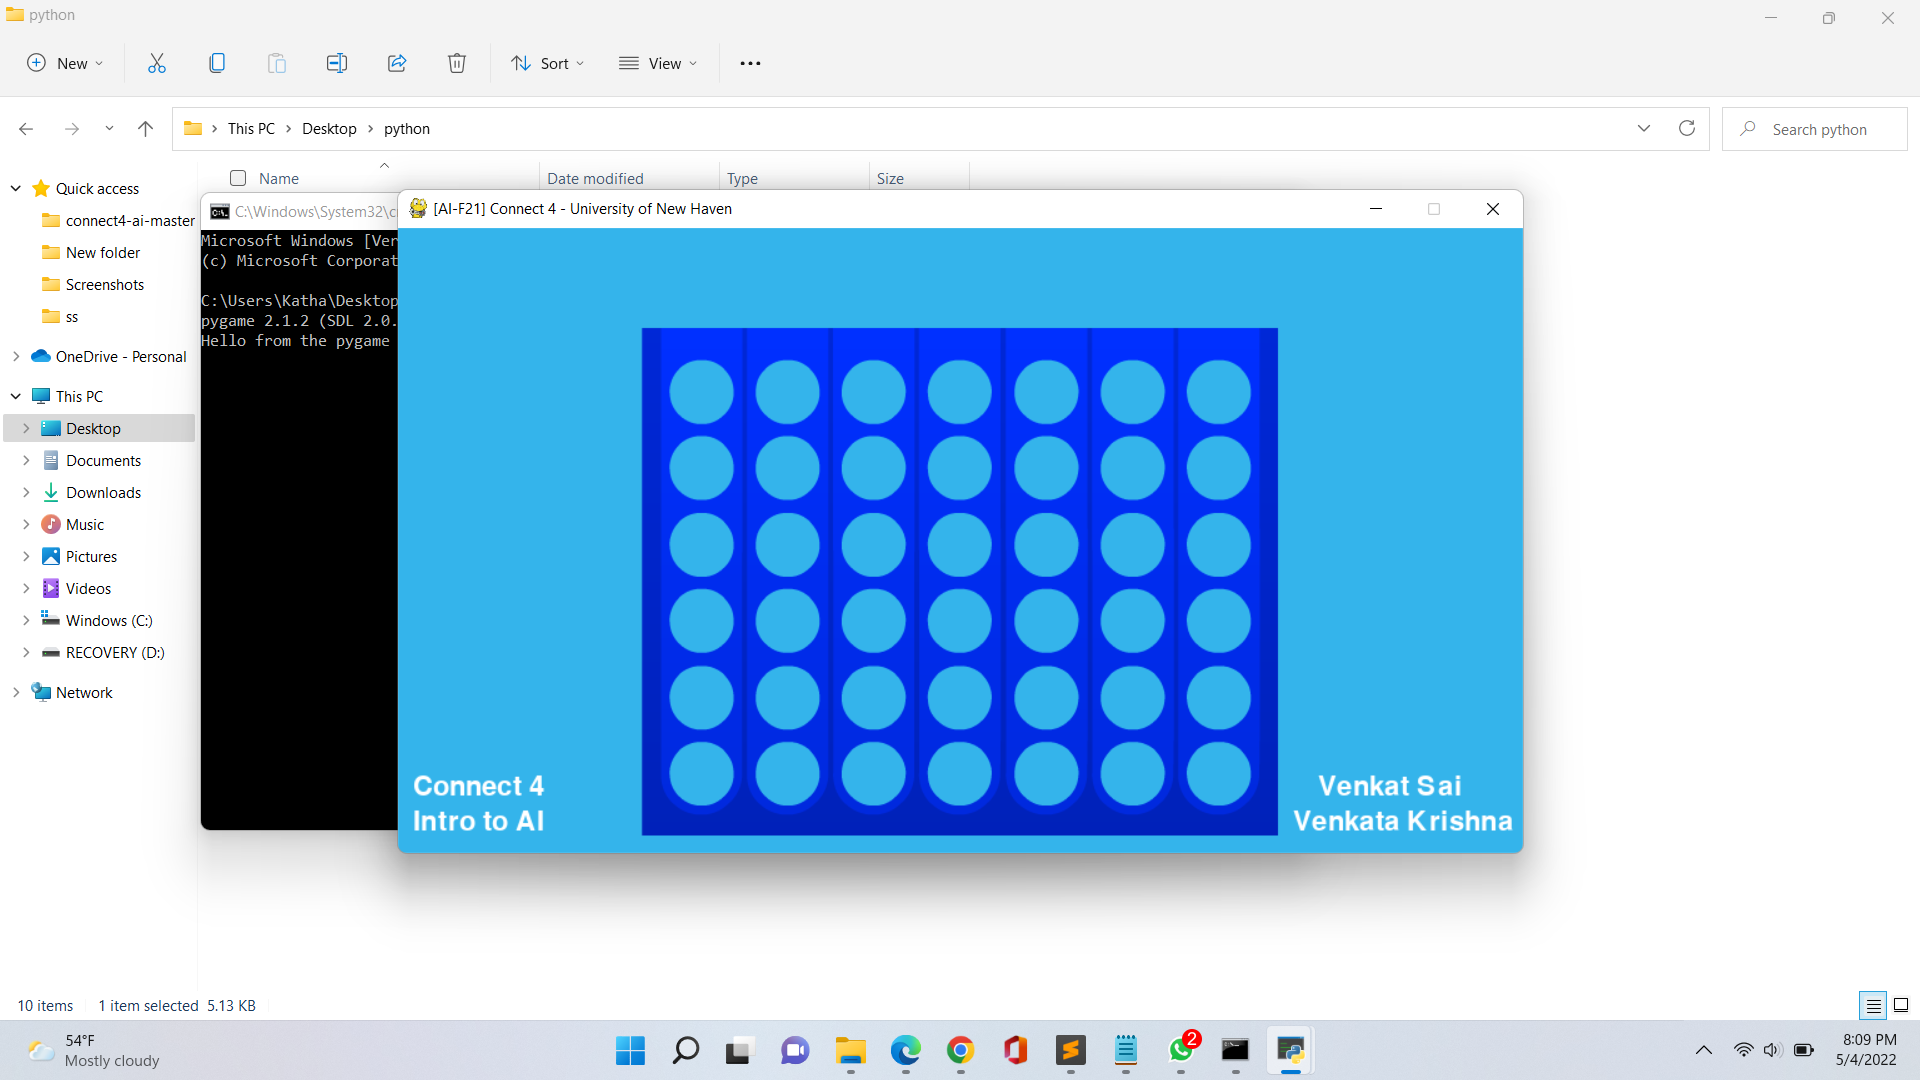 python
New
Sort
View
This PC
Desktop
python
Search python
Name
Date modified
Type
Size
Quick access
connect4-ai-master
New folder
Screenshots
ss
OneDrive - Personal
This PC
Desktop
Documents
Downloads
Music
Pictures
Videos
Windows (C:)
RECOVERY (D:)
Network
C:\Windows\System32\c
Microsoft Windows [Ver
(c) Microsoft Corporat
C:\Users\Katha\Desktop
pygame 2.1.2 (SDL 2.0.
Hello from the pygame
[AI-F21] Connect 4 - University of New Haven
Connect 4
Intro to AI
Venkat Sai
Venkata Krishna
10 items
1 item selected 5.13 KB
54°F
Mostly cloudy
2
8:09 PM
5/4/2022